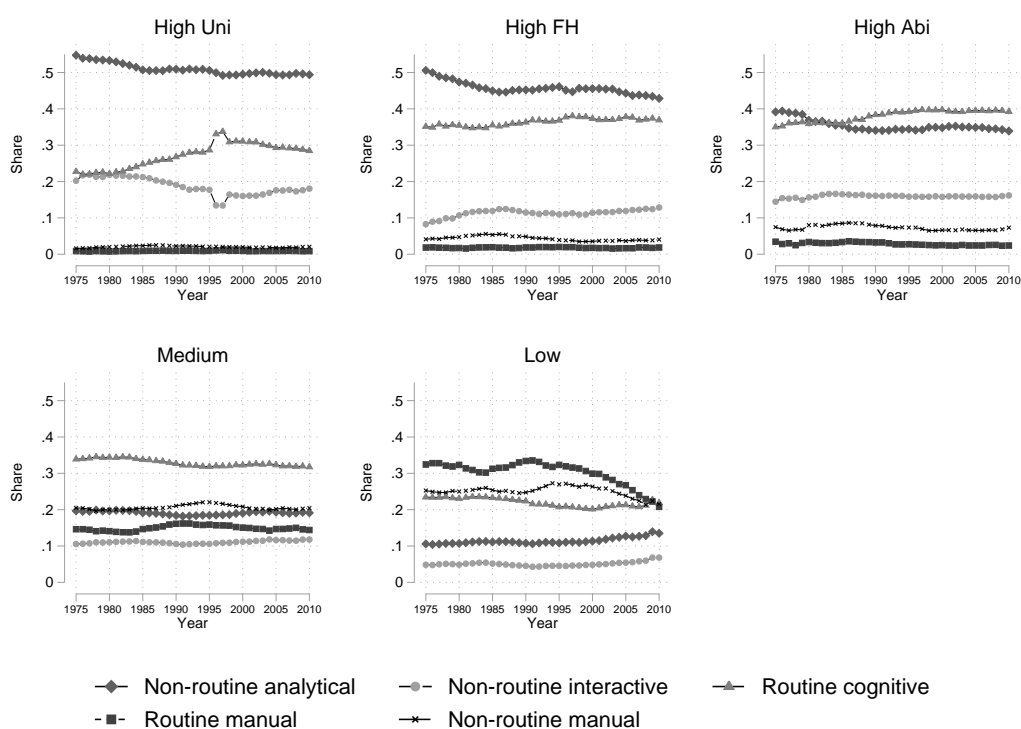 High Uni
High FH
High Abi
Share
.5
.4
.3
.2
.1
0
1975 1980 1985 1990 1995 2000 2005 2010
Year
Share
.5
.4
.3
.2
.1
0
1975 1980 1985 1990 1995 2000 2005 2010
Year
Share
.5
.4
.3
.2
.1
0
1975 1980 1985 1990 1995 2000 2005 2010
Year
Medium
Low
Share
.5
.4
.3
.2
.1
0
1975 1980 1985 1990 1995 2000 2005 2010
Year
Share
.5
.4
.3
.2
.1
0
1975 1980 1985 1990 1995 2000 2005 2010
Year
Non-routine analytical
Non-routine interactive
Routine cognitive
Routine manual
Non-routine manual